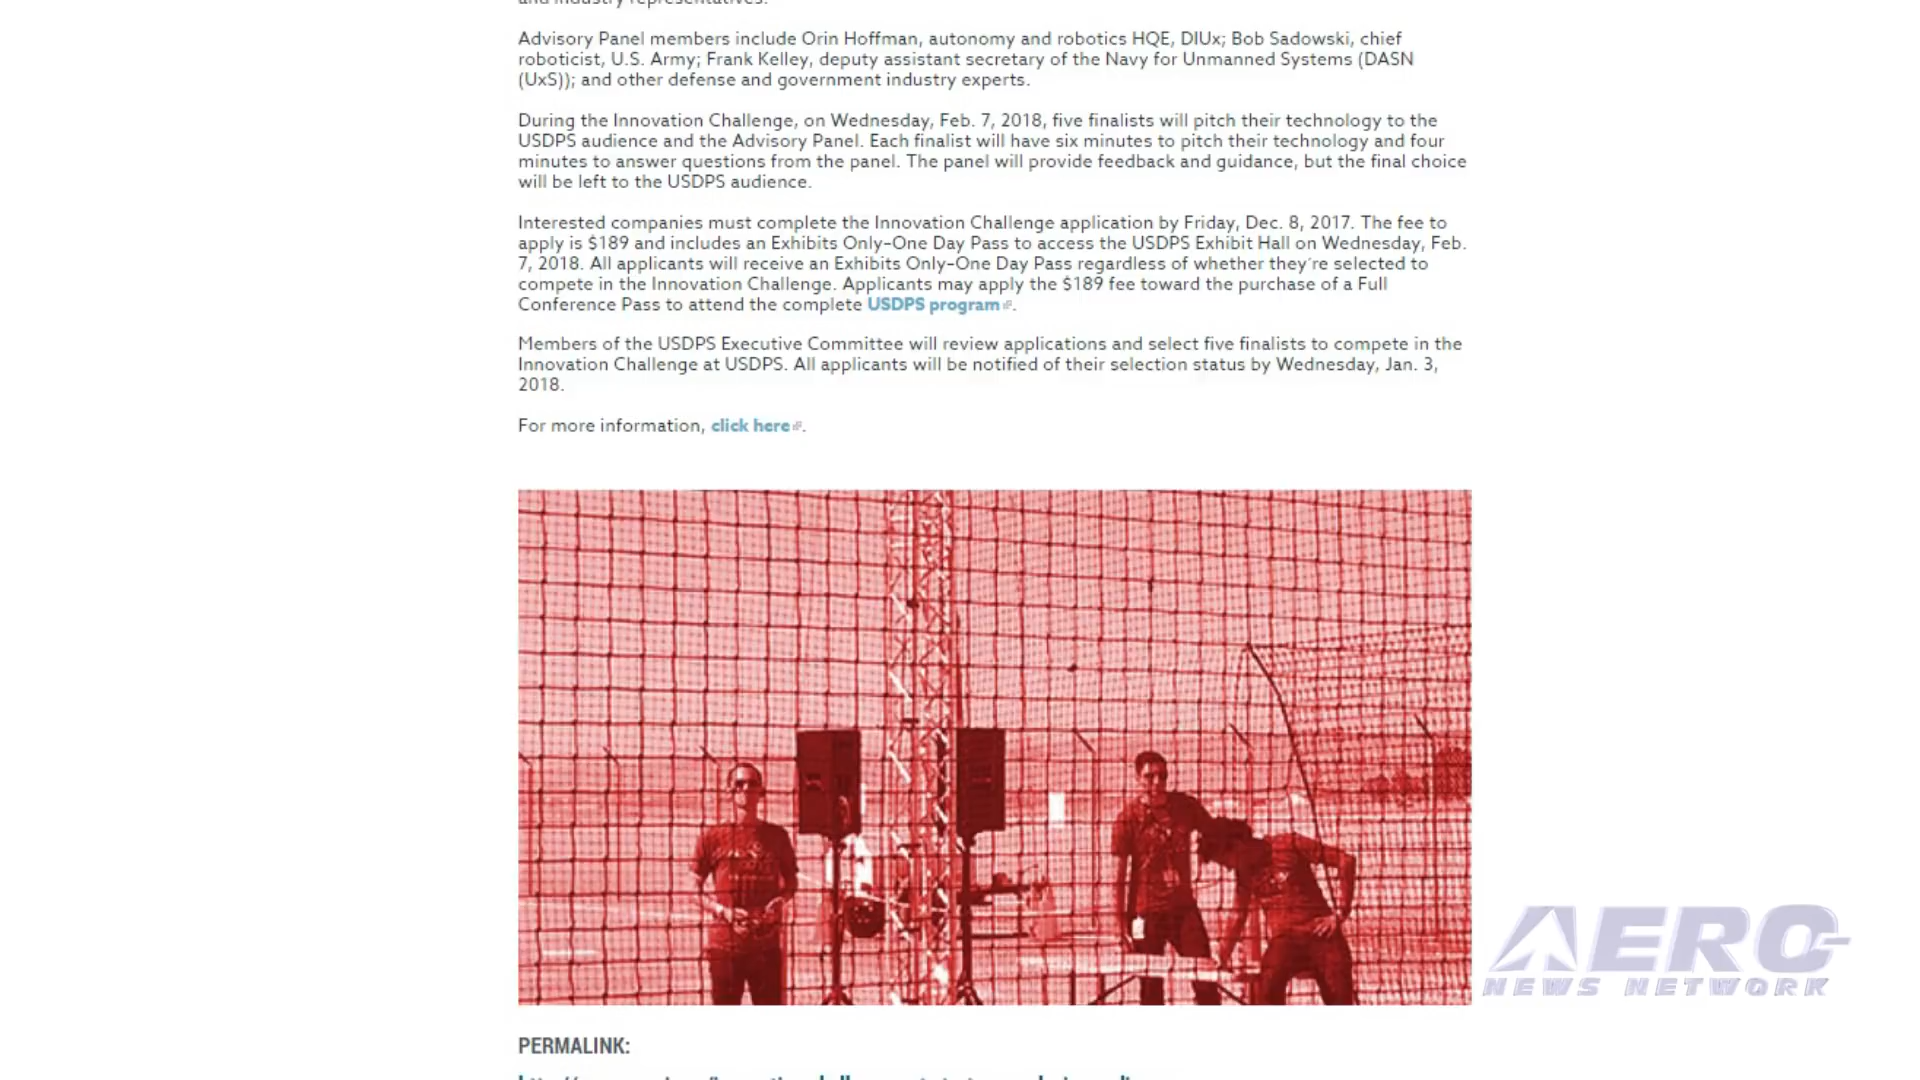 and industry representatives.
Advisory Panel members include Orin Hoffman, autonomy and robotics HQE, DIUx; Bob Sadowski, chief
roboticist, U.S. Army; Frank Kelley, deputy assistant secretary of the Navy for Unmanned Systems (DASN
(UxS)); and other defense and government industry experts.
During the Innovation Challenge, on Wednesday, Feb. 7, 2018, five finalists will pitch their technology to the
USDPS audience and the Advisory Panel. Each finalist will have six minutes to pitch their technology and four
minutes to answer questions from the panel. The panel will provide feedback and guidance, but the final choice
will be left to the USDPS audience.
Interested companies must complete the Innovation Challenge application by Friday, Dec. 8, 2017. The fee to
apply is $189 and includes an Exhibits Only-One Day Pass to access the USDPS Exhibit Hall on Wednesday, Feb.
7, 2018. All applicants will receive an Exhibits Only-One Day Pass regardless of whether they're selected to
compete in the Innovation Challenge. Applicants may apply the $189 fee toward the purchase of a Full
Conference Pass to attend the complete USDPS program.
Members of the USDPS Executive Committee will review applications and select five finalists to compete in the
Innovation Challenge at USDPS. All applicants will be notified of their selection status by Wednesday, Jan. 3,
2018.
For more information, click here.
AERO
NEWS NETWORK
PERMALINK: